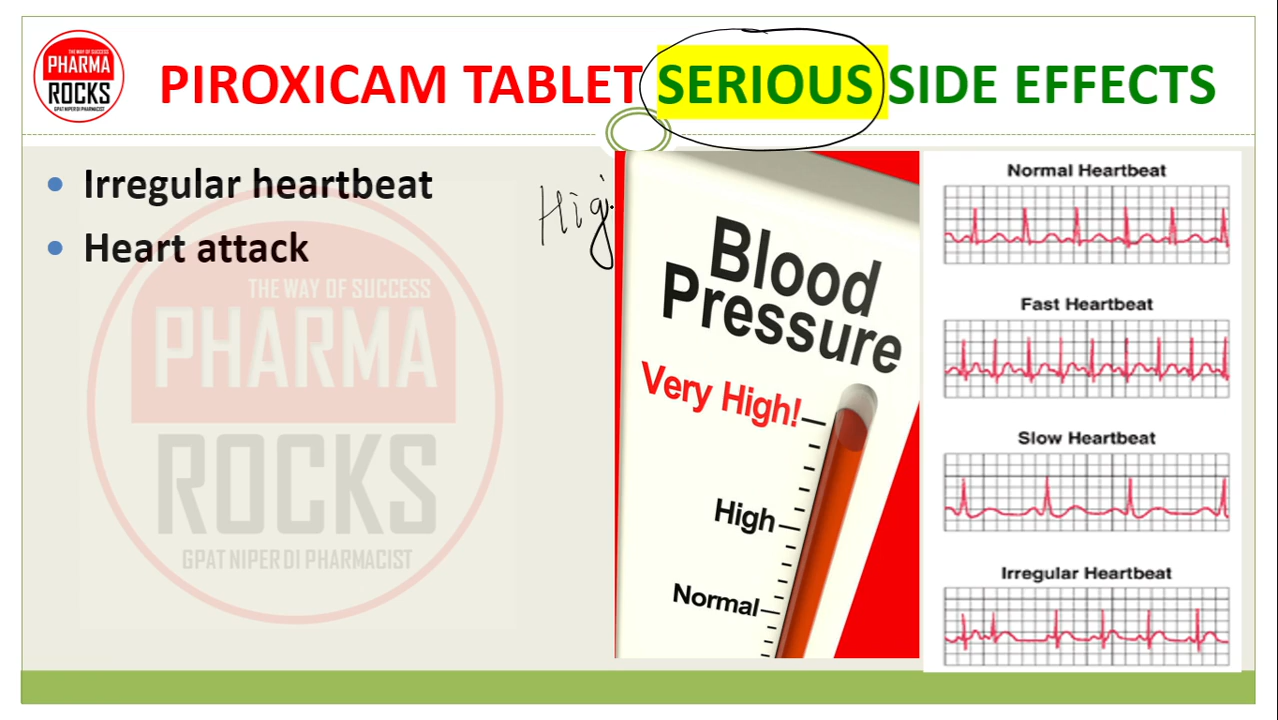 THE WAY OF SUCCESS
PHARMA
ROCKS
GPAT NIPER DI PHARMACIST
PIROXICAM TABLET SERIOUS SIDE EFFECTS
• Irregular heartbeat
• Heart attack
Hig
THE WAY OF SUCCESS
PHARMA
ROCKS
GPAT NIPER DI PHARMACIST
Blood
Pressure
Very High!
High
Normal
Normal Heartbeat
Fast Heartbeat
Slow Heartbeat
Irregular Heartbeat